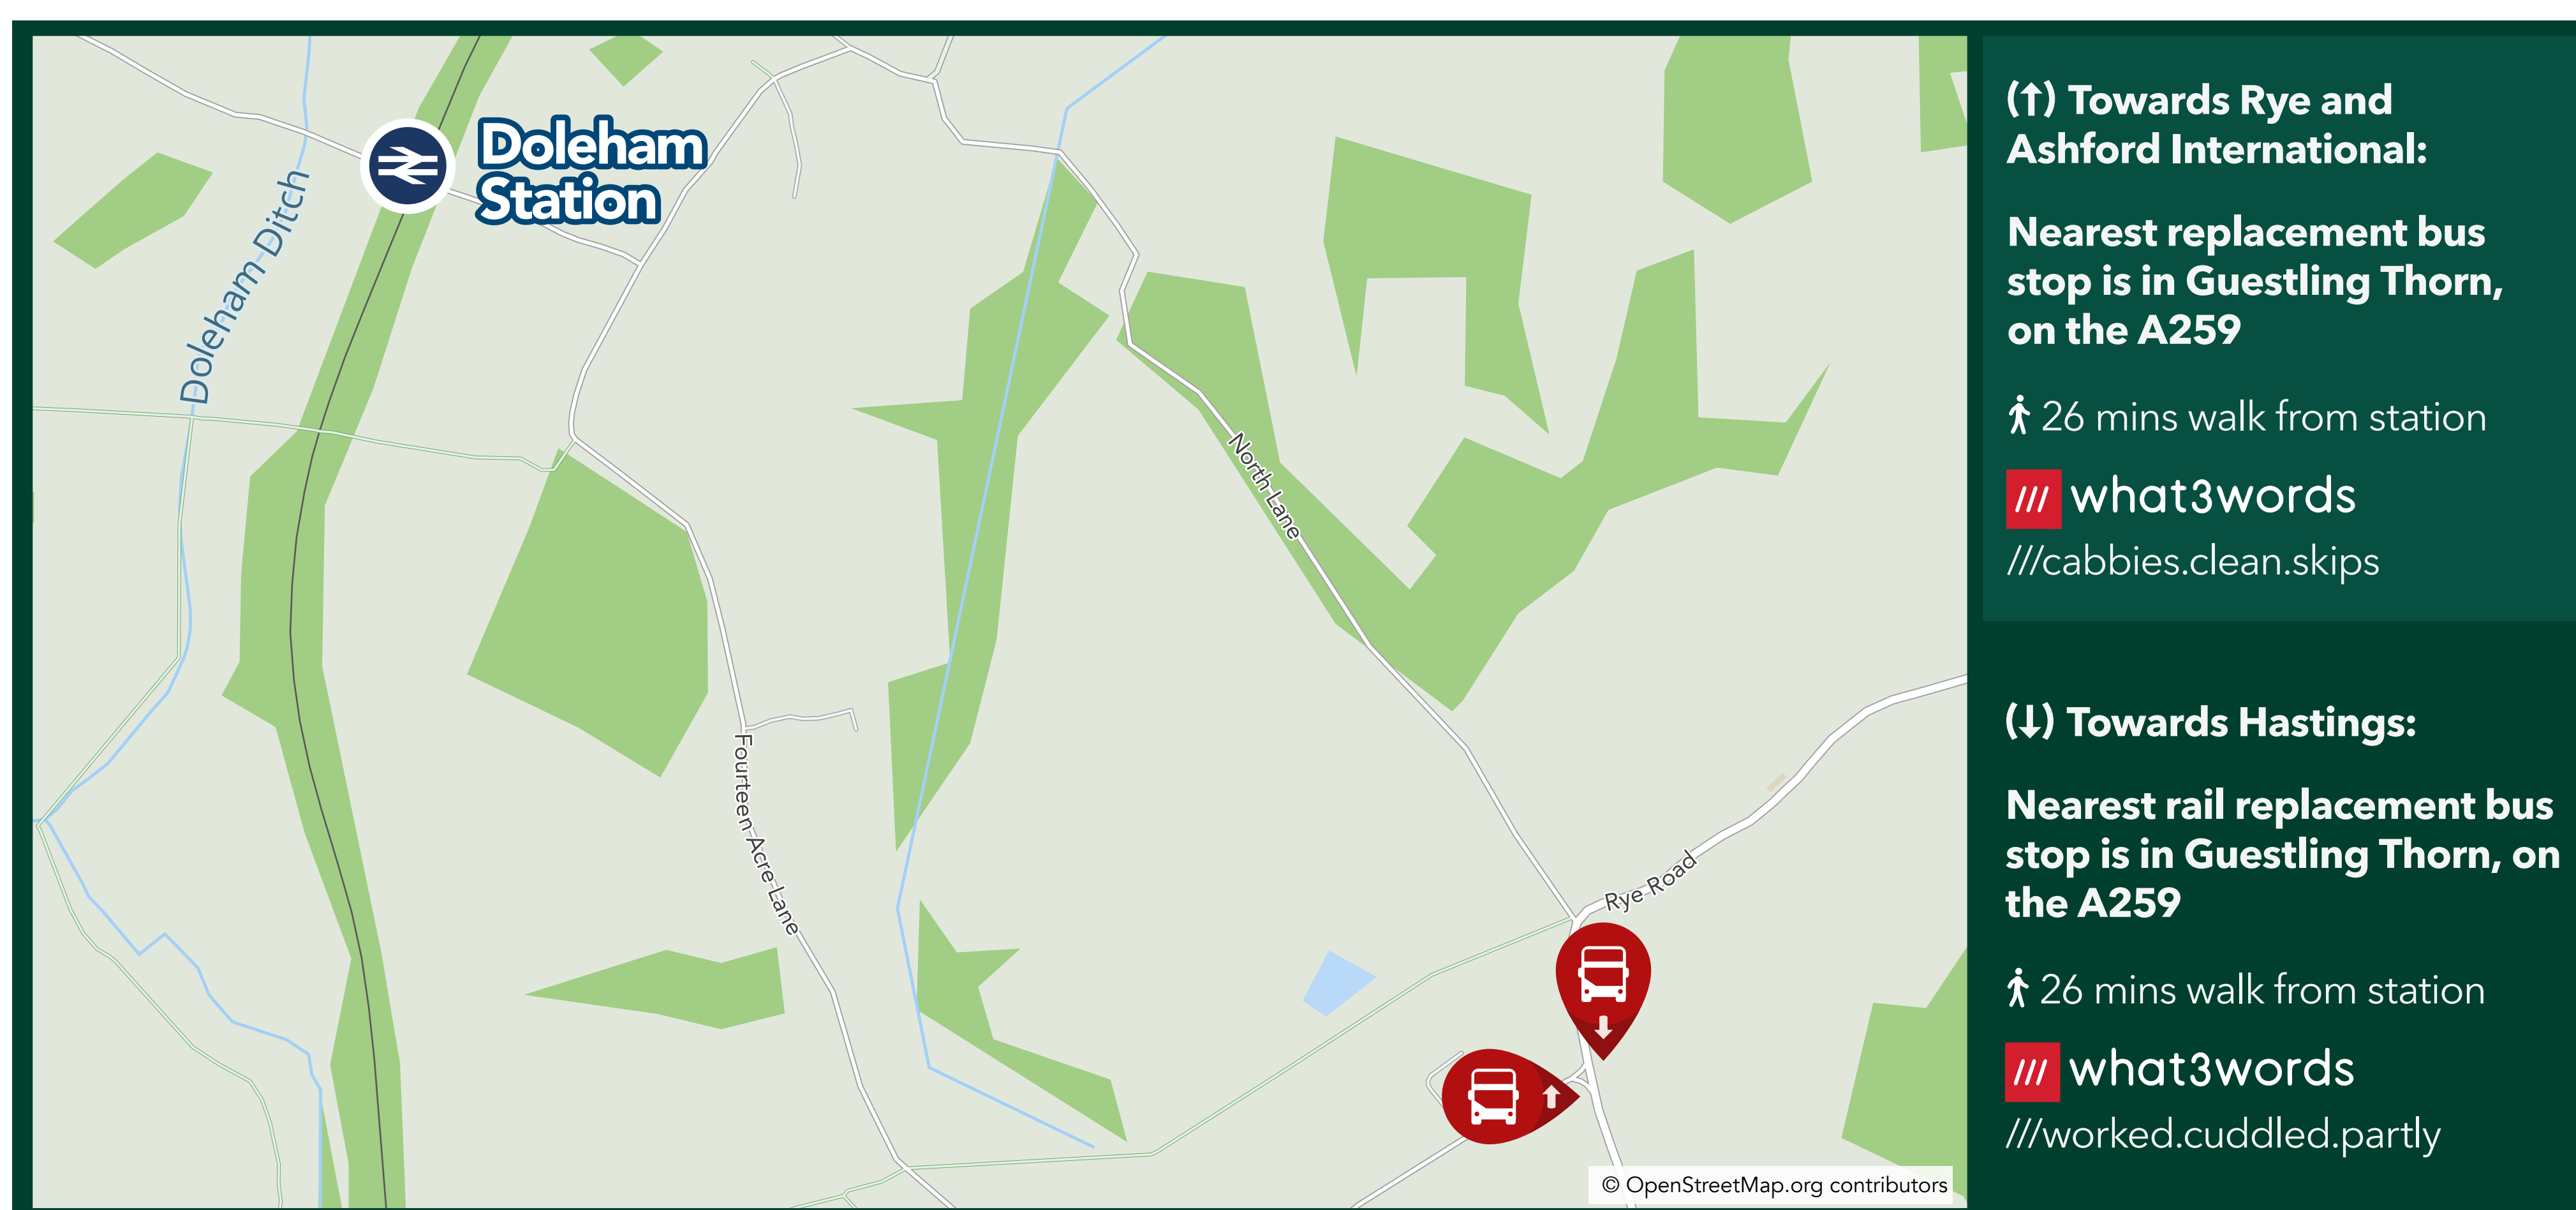 Doleham
Station
Doleham Ditch
North Lane
Fourteen Acre Lane
Rye Road
© OpenStreetMap.org contributors
(↑) Towards Rye and
Ashford International:
Nearest replacement bus
stop is in Guestling Thorn,
on the A259
26 mins walk from station
/// what3words
///cabbies.clean.skips
(↓) Towards Hastings:
Nearest rail replacement bus
stop is in Guestling Thorn, on
the A259
26 mins walk from station
/// what3words
///worked.cuddled.partly